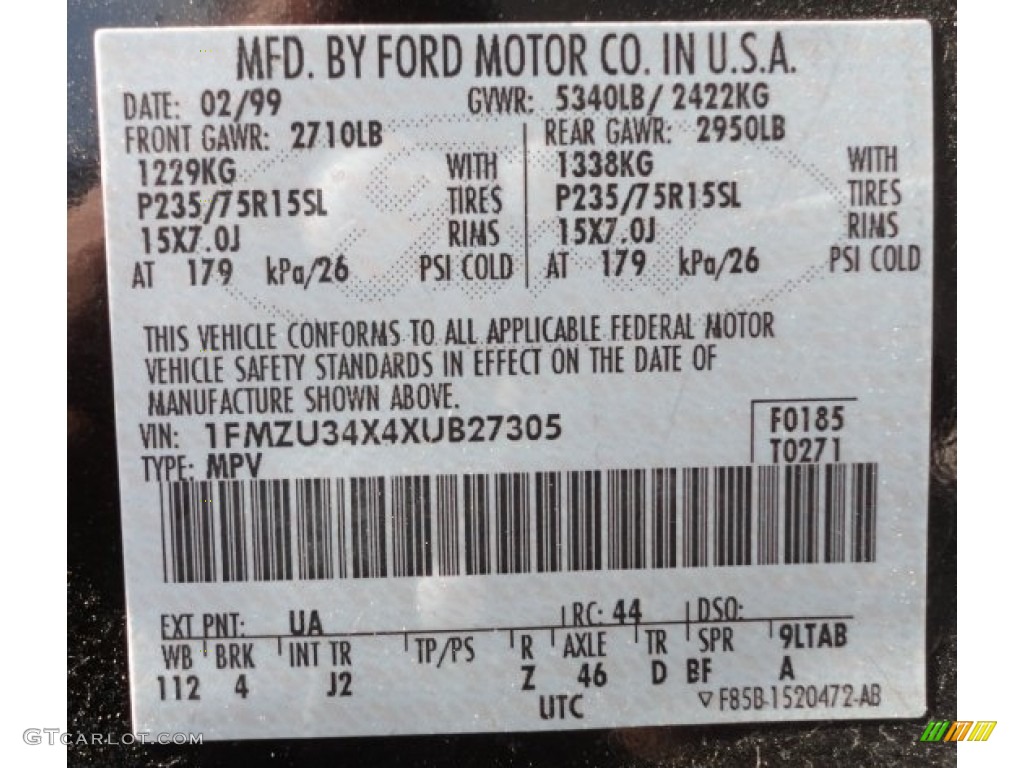 MFD. BY FORD MOTOR CO. IN U.S.A.
DATE: 02/99 GVWR: 5340LB/ 2422KG
FRONT GAWR: 2710LB REAR GAWR: 2950LB
1229KG WITH 1338KG WITH
P235/75R15SL TIRES P235/75R15SL TIRES
15X7.0J RIMS 15X7.0J RIMS
AT 179 kPa/26 PSI COLD AT 179 kPa/26 PSI COLD
THIS VEHICLE CONFORMS TO ALL APPLICABLE FEDERAL MOTOR
VEHICLE SAFETY STANDARDS IN EFFECT ON THE DATE OF
MANUFACTURE SHOWN ABOVE.
VIN: 1FMZU34X4XUB27305 F0185
TYPE: MPV T0271
EXT PNT: UA RC: 44 DSO:
WB BRK INT TR TP/PS R AXLE TR SPR 9LTAB
112 4 J2 Z 46 D BF A
UTC F85B-1520472-AB
GTCARLOT.COM